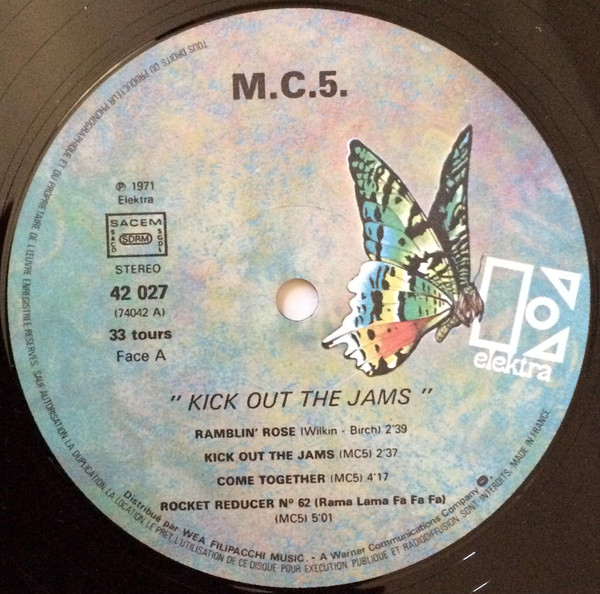 M.C.5.
℗ 1971
Elektra
SACEM
SACD
SDRM
SGDL
STEREO
42 027
(74042 A)
33 tours
Face A
elektra
" KICK OUT THE JAMS "
RAMBLIN' ROSE (Wilkin - Birch) 2'39
KICK OUT THE JAMS (MC5) 2'37
COME TOGETHER (MC5) 4'17
ROCKET REDUCER Nº 62 (Rama Lama Fa Fa Fa)
(MC5) 5'01
Distribué par WEA FILIPACCHI MUSIC. - A Warner Communications Company
TOUS DROITS DU PRODUCTEUR PHONOGRAPHIQUE ET DU PROPRIETAIRE DE L'ŒUVRE ENREGISTREE RESERVES. SAUF AUTORISATION, LA DUPLICATION, LA LOCATION, LE PRET, L'UTILISATION DE CE DISQUE POUR EXECUTION PUBLIQUE ET RADIODIFFUSION SONT INTERDITS. MADE IN FRANCE